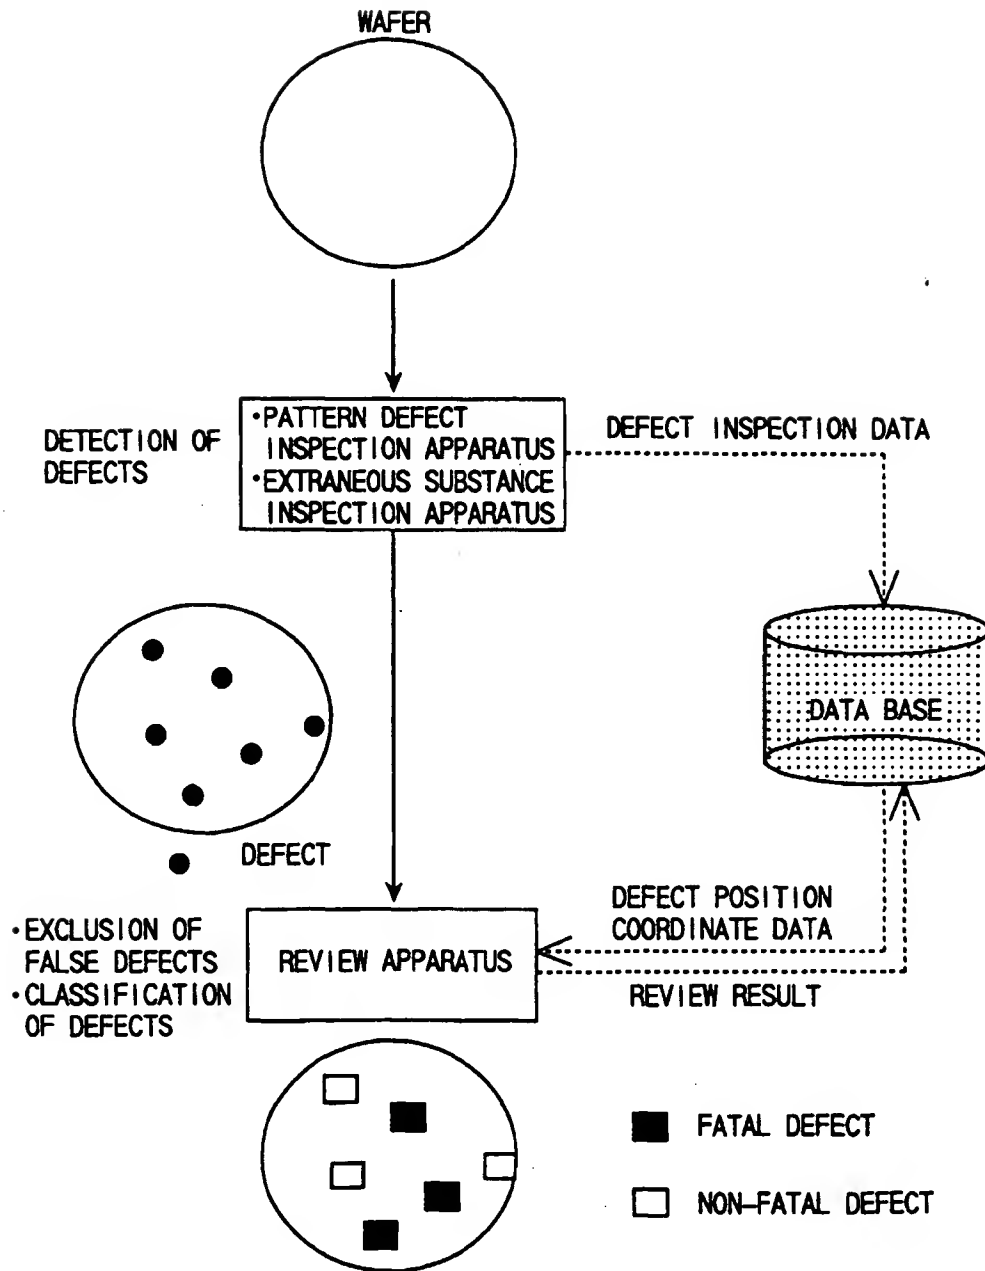 WAFER
DETECTION OF
DEFECTS
・PATTERN DEFECT
INSPECTION APPARATUS
・EXTRANEOUS SUBSTANCE
INSPECTION APPARATUS
DEFECT INSPECTION DATA
DATA BASE
DEFECT
・EXCLUSION OF
FALSE DEFECTS
・CLASSIFICATION
OF DEFECTS
REVIEW APPARATUS
DEFECT POSITION
COORDINATE DATA
REVIEW RESULT
FATAL DEFECT
NON-FATAL DEFECT